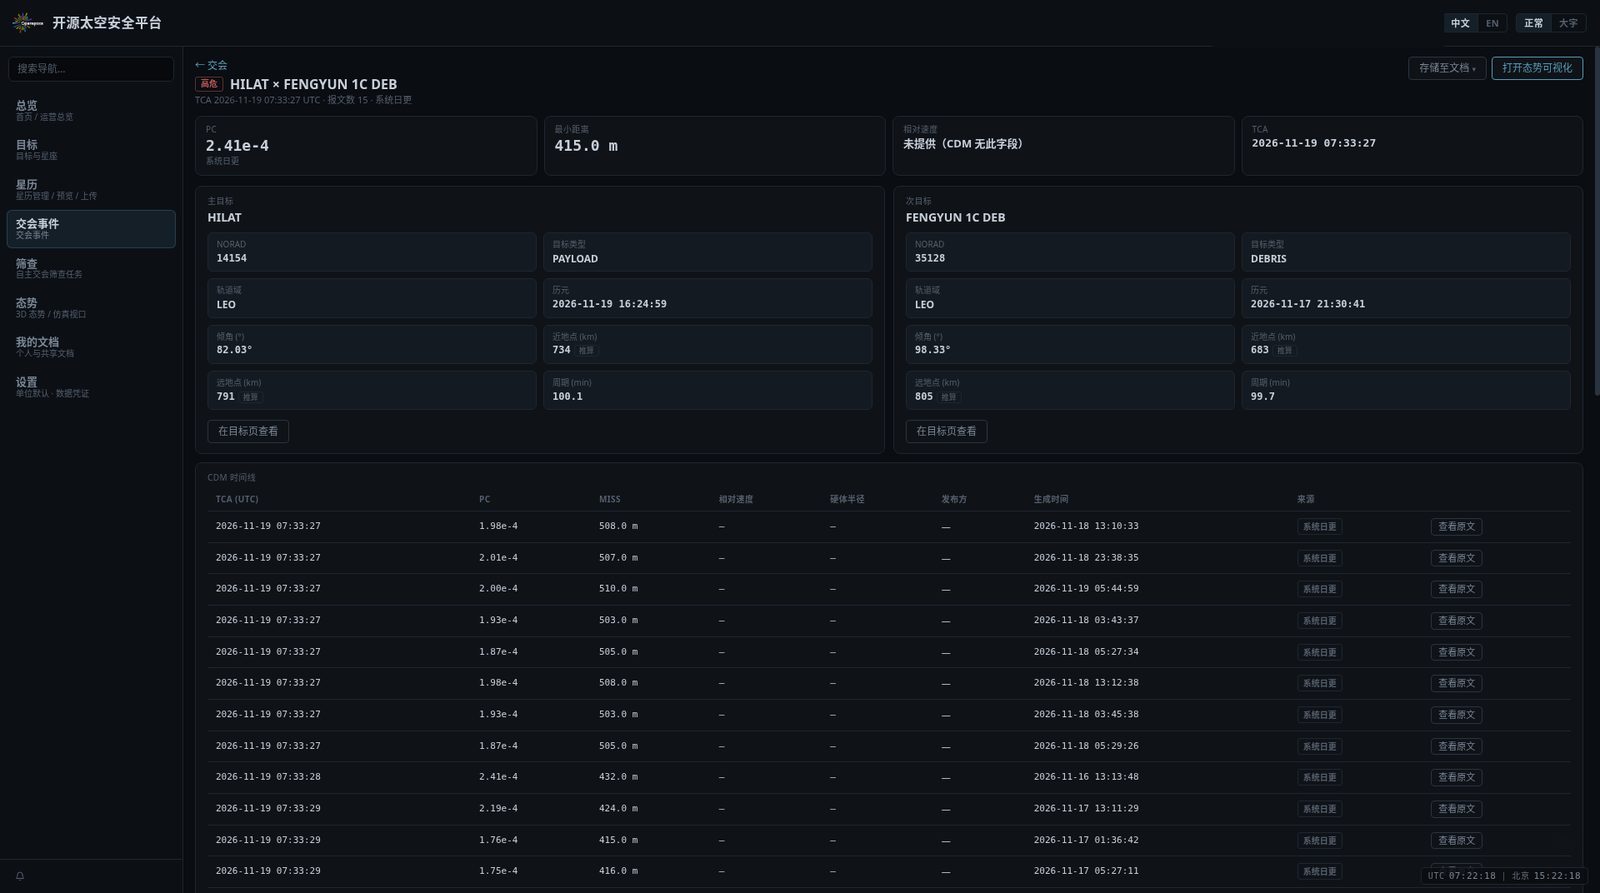 开源太空安全平台
中文 EN 正常 大字
搜索导航...
总览
首页 / 运营总览
目标
目标与星座
星历
星历管理 / 预览 / 上传
交会事件
交会事件
筛查
自主交会筛查任务
态势
3D 态势 / 仿真视口
我的文档
个人与共享文档
设置
单位默认 · 数据凭证
← 交会
高危 HILAT × FENGYUN 1C DEB
TCA 2026-11-19 07:33:27 UTC · 报文数 15 · 系统日更
存储至文档 ▾ 打开态势可视化
PC
2.41e-4
系统日更
最小距离
415.0 m
相对速度
未提供（CDM 无此字段）
TCA
2026-11-19 07:33:27
主目标
HILAT
NORAD
14154
目标类型
PAYLOAD
轨道域
LEO
历元
2026-11-19 16:24:59
倾角 (°)
82.03°
近地点 (km)
734 推算
远地点 (km)
791 推算
周期 (min)
100.1
在目标页查看
次目标
FENGYUN 1C DEB
NORAD
35128
目标类型
DEBRIS
轨道域
LEO
历元
2026-11-17 21:30:41
倾角 (°)
98.33°
近地点 (km)
683 推算
远地点 (km)
805 推算
周期 (min)
99.7
在目标页查看
CDM 时间线
TCA (UTC) PC MISS 相对速度 硬体半径 发布方 生成时间 来源
2026-11-19 07:33:27 1.98e-4 508.0 m — — — 2026-11-18 13:10:33 系统日更 查看原文
2026-11-19 07:33:27 2.01e-4 507.0 m — — — 2026-11-18 23:38:35 系统日更 查看原文
2026-11-19 07:33:27 2.00e-4 510.0 m — — — 2026-11-19 05:44:59 系统日更 查看原文
2026-11-19 07:33:27 1.93e-4 503.0 m — — — 2026-11-18 03:43:37 系统日更 查看原文
2026-11-19 07:33:27 1.87e-4 505.0 m — — — 2026-11-18 05:27:34 系统日更 查看原文
2026-11-19 07:33:27 1.98e-4 508.0 m — — — 2026-11-18 13:12:38 系统日更 查看原文
2026-11-19 07:33:27 1.93e-4 503.0 m — — — 2026-11-18 03:45:38 系统日更 查看原文
2026-11-19 07:33:27 1.87e-4 505.0 m — — — 2026-11-18 05:29:26 系统日更 查看原文
2026-11-19 07:33:28 2.41e-4 432.0 m — — — 2026-11-16 13:13:48 系统日更 查看原文
2026-11-19 07:33:29 2.19e-4 424.0 m — — — 2026-11-17 13:11:29 系统日更 查看原文
2026-11-19 07:33:29 1.76e-4 415.0 m — — — 2026-11-17 01:36:42 系统日更 查看原文
2026-11-19 07:33:29 1.75e-4 416.0 m — — — 2026-11-17 05:27:11 系统日更
UTC 07:22:18 | 北京 15:22:18